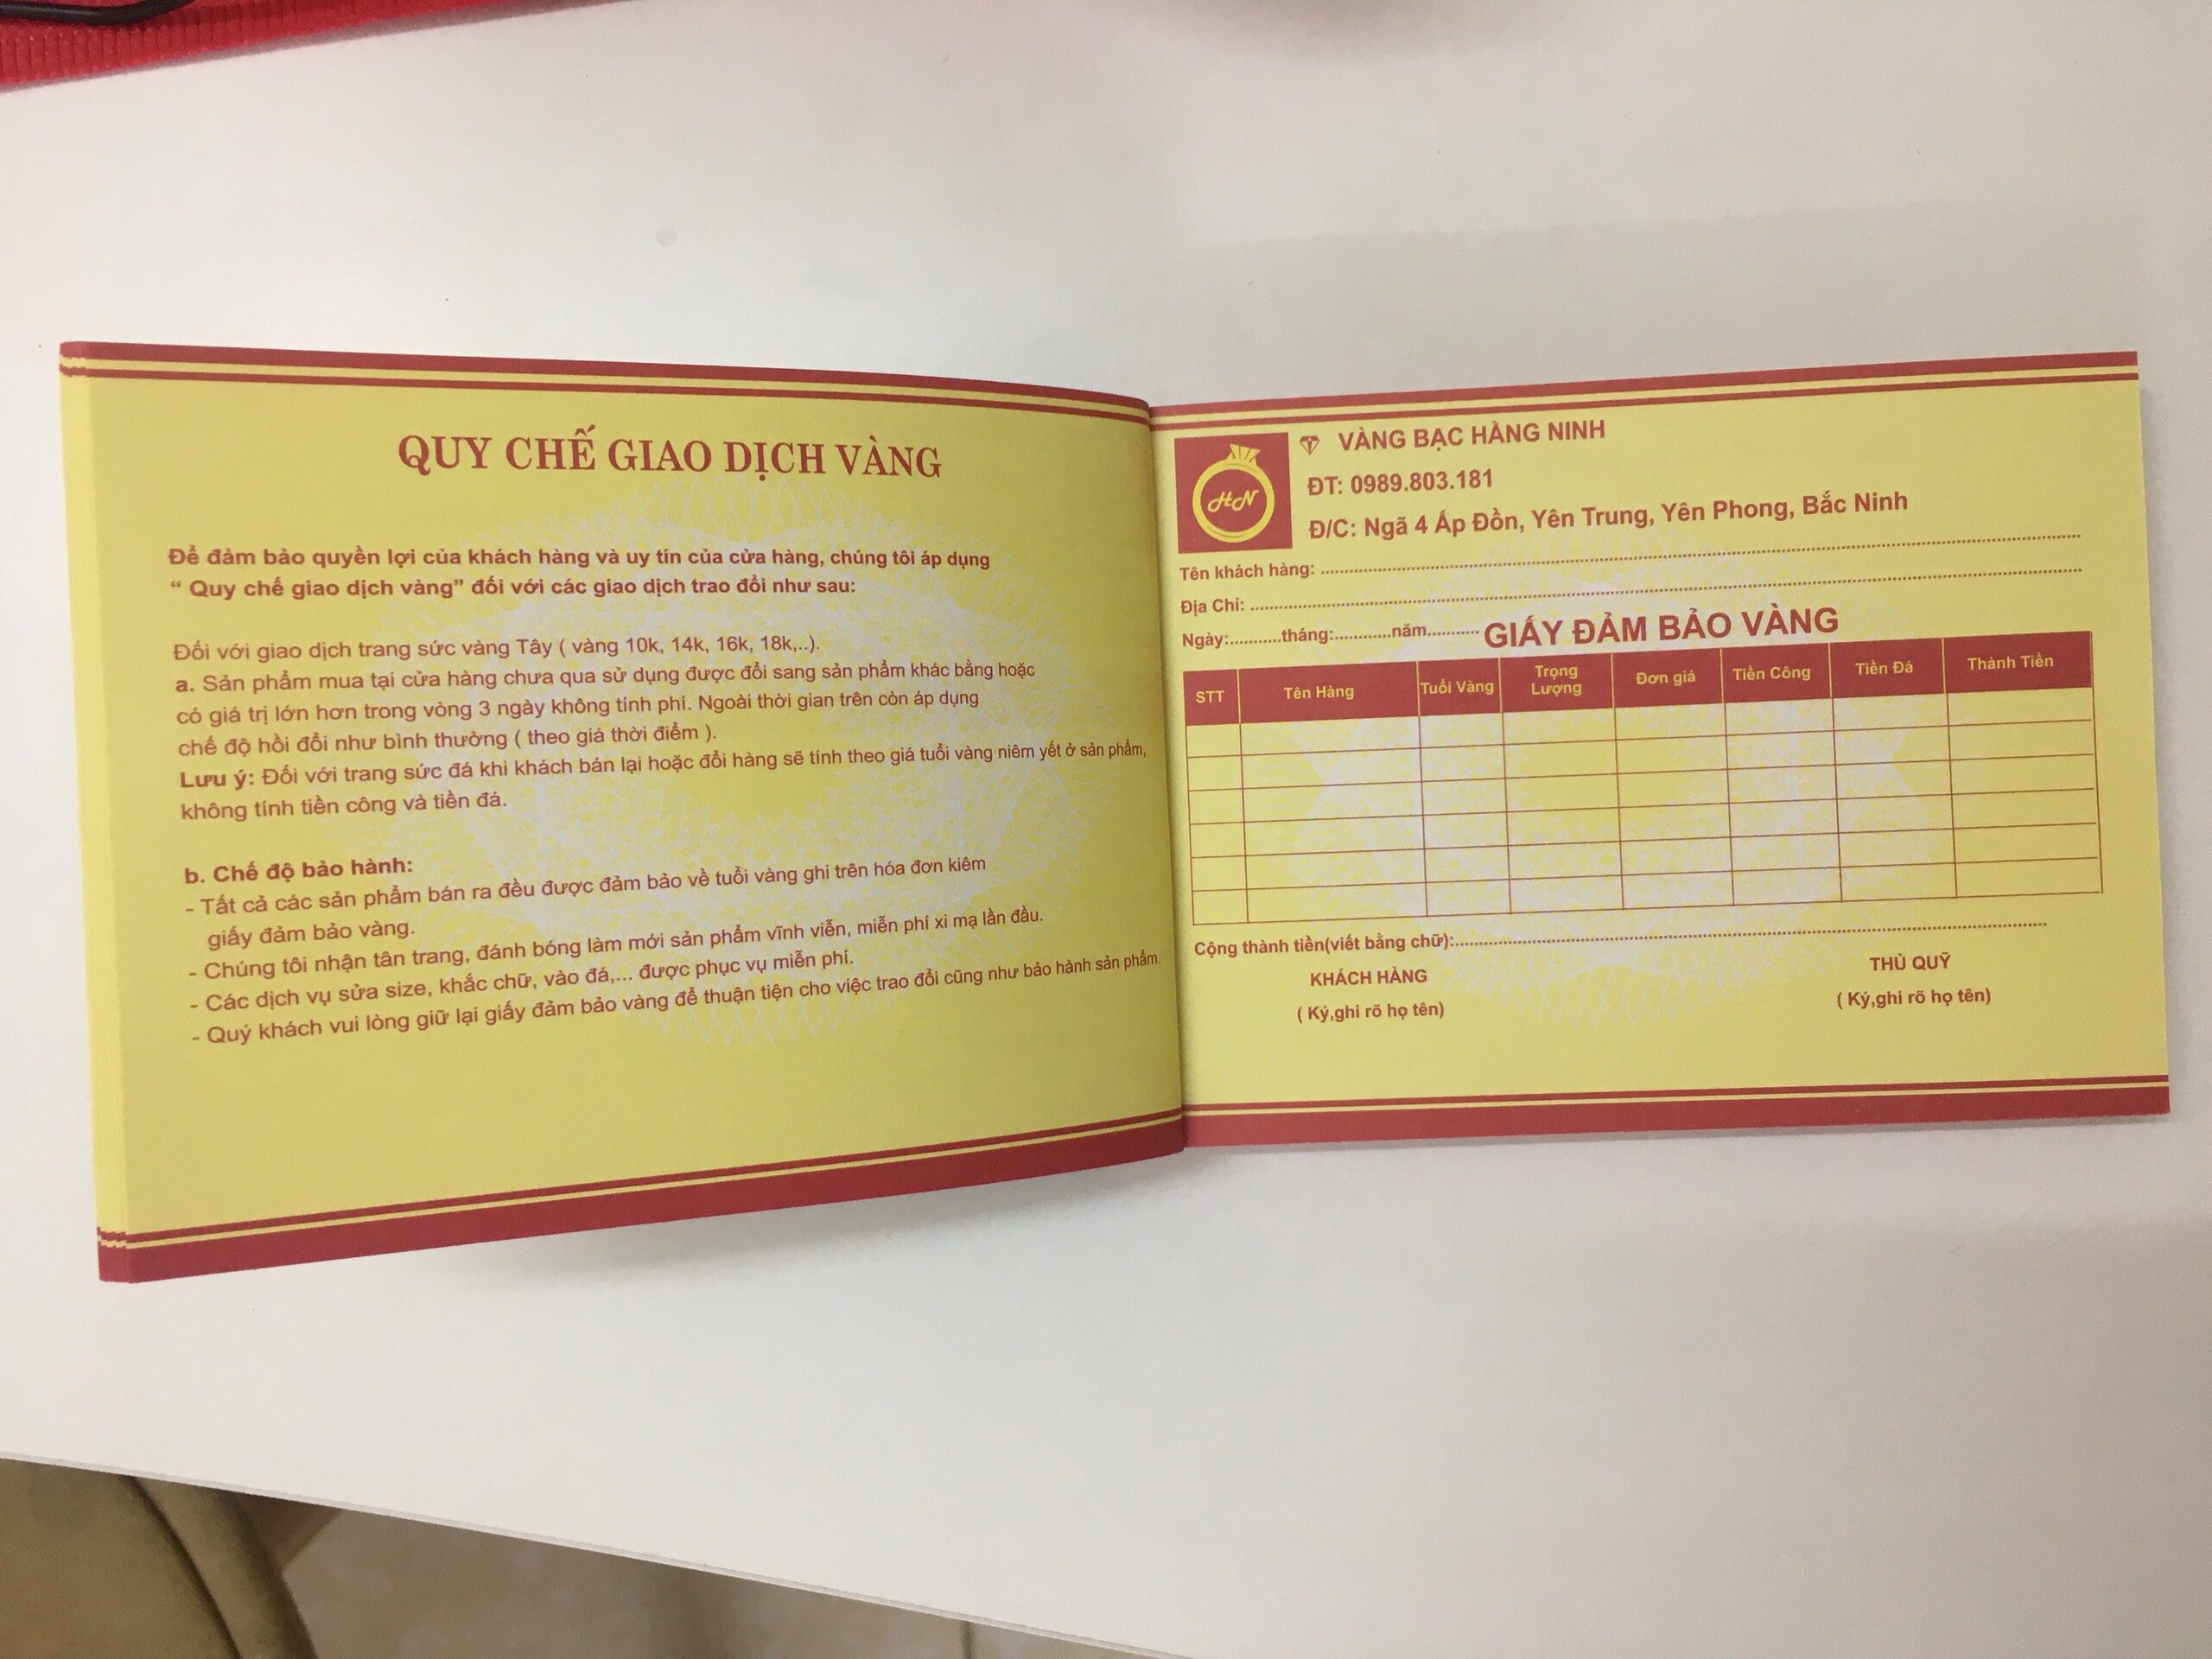 QUY CHẾ GIAO DỊCH VÀNG
Để đảm bảo quyền lợi của khách hàng và uy tín của cửa hàng, chúng tôi áp dụng
“ Quy chế giao dịch vàng” đối với các giao dịch trao đổi như sau:
Đối với giao dịch trang sức vàng Tây ( vàng 10k, 14k, 16k, 18k,..).
a. Sản phẩm mua tại cửa hàng chưa qua sử dụng được đổi sang sản phẩm khác bằng hoặc
có giá trị lớn hơn trong vòng 3 ngày không tính phí. Ngoài thời gian trên còn áp dụng
chế độ hồi đổi như bình thường ( theo giá thời điểm ).
Lưu ý: Đối với trang sức đá khi khách bán lại hoặc đổi hàng sẽ tính theo giá tuổi vàng niêm yết ở sản phẩm,
không tính tiền công và tiền đá.
b. Chế độ bảo hành:
- Tất cả các sản phẩm bán ra đều được đảm bảo về tuổi vàng ghi trên hóa đơn kiêm
giấy đảm bảo vàng.
- Chúng tôi nhận tân trang, đánh bóng làm mới sản phẩm vĩnh viễn, miễn phí xi mạ lần đầu.
- Các dịch vụ sửa size, khắc chữ, vào đá,... được phục vụ miễn phí.
- Quý khách vui lòng giữ lại giấy đảm bảo vàng để thuận tiện cho việc trao đổi cũng như bảo hành sản phẩm.
HN
VÀNG BẠC HẰNG NINH
ĐT: 0989.803.181
Đ/C: Ngã 4 Ấp Đồn, Yên Trung, Yên Phong, Bắc Ninh
Tên khách hàng: ........................
Địa Chỉ: ........................
Ngày:...........tháng:............năm........... GIẤY ĐẢM BẢO VÀNG
STT Tên Hàng Tuổi Vàng Trọng Lượng Đơn giá Tiền Công Tiền Đá Thành Tiền
Cộng thành tiền(viết bằng chữ):........................
KHÁCH HÀNG THỦ QUỸ
( Ký,ghi rõ họ tên) ( Ký,ghi rõ họ tên)